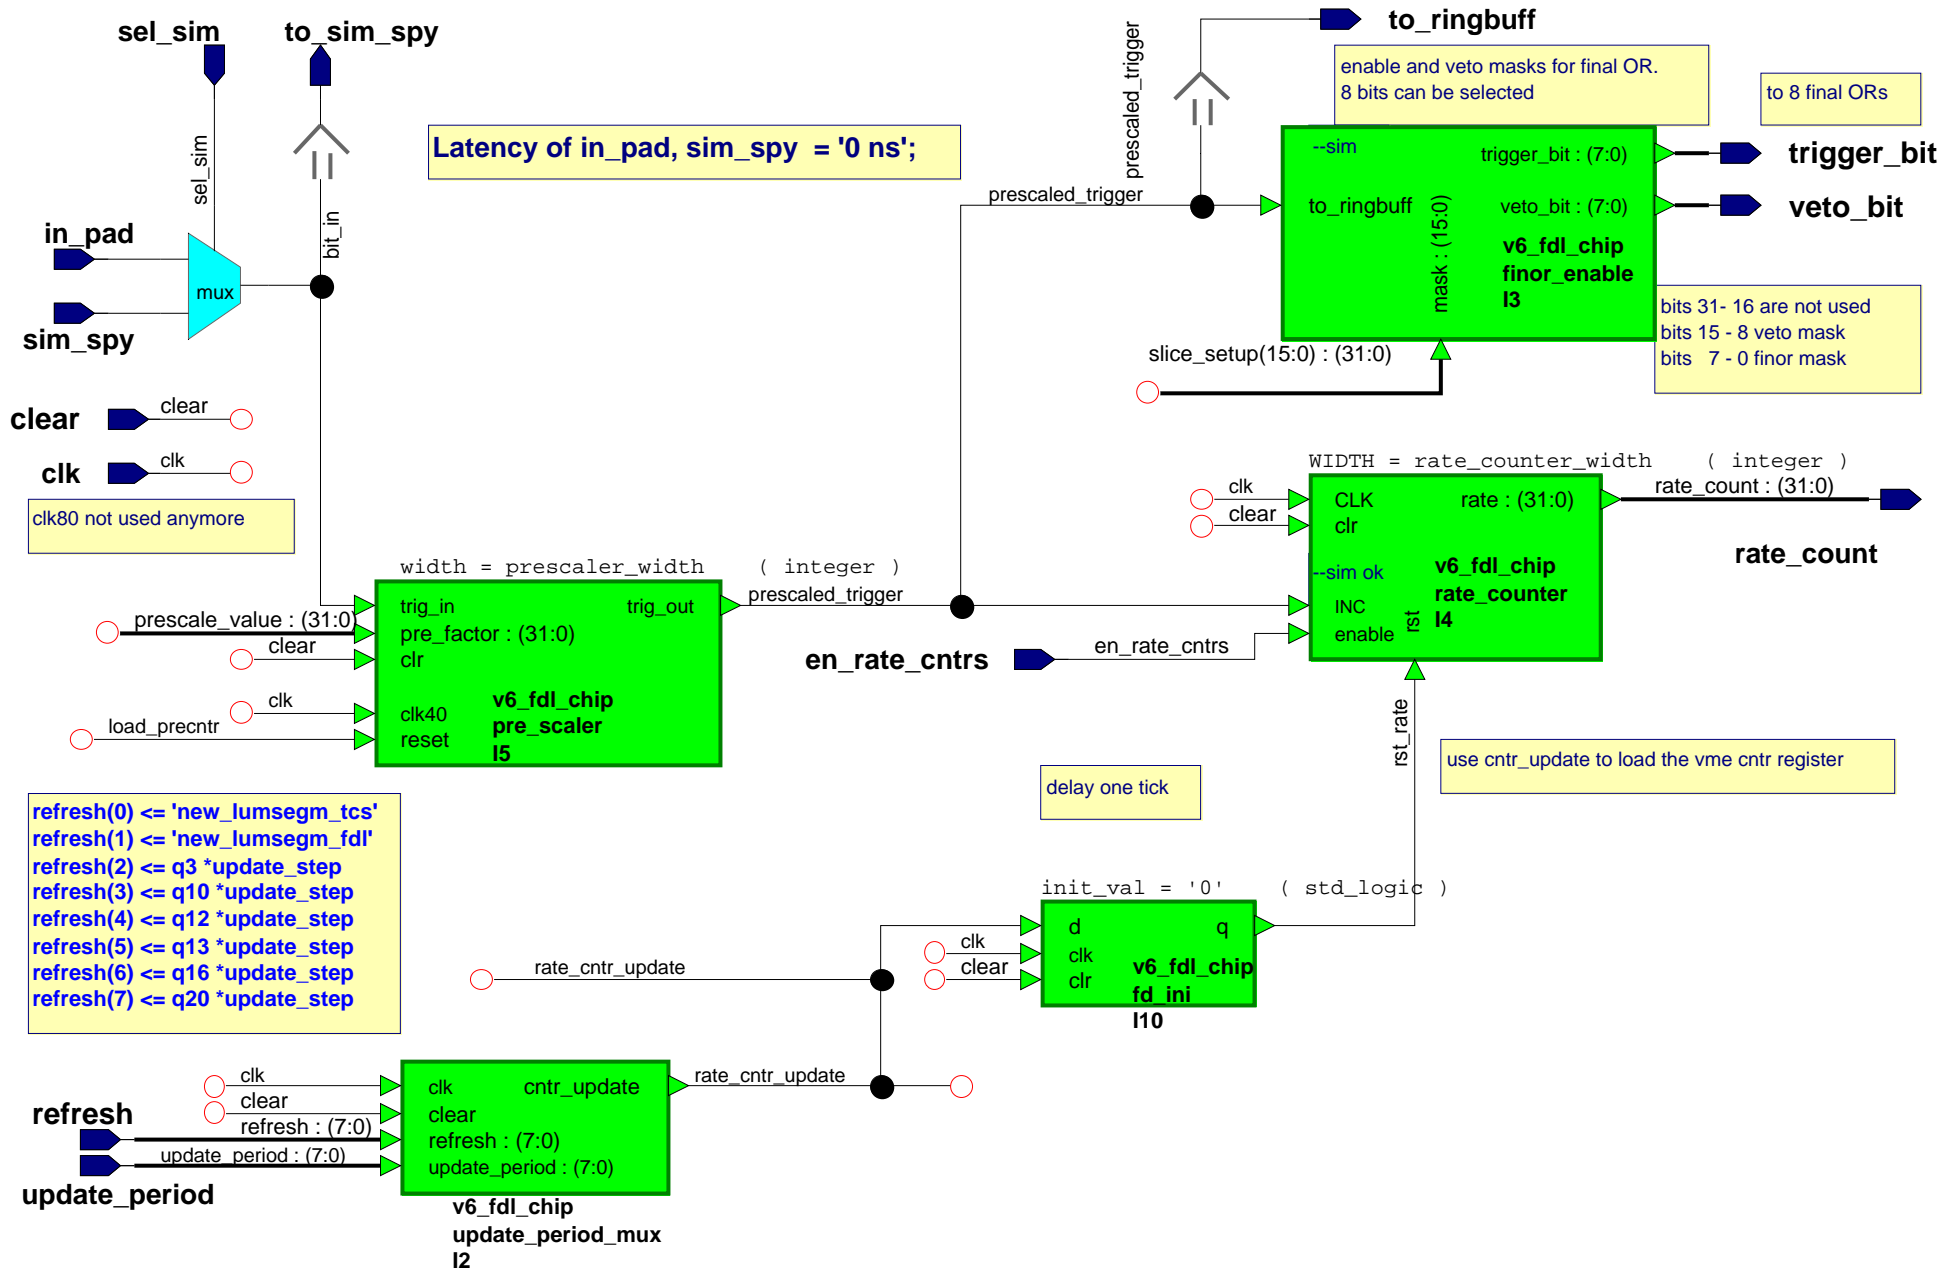 sel_sim
to_sim_spy
sel_sim
bit_in
in_pad
mux
sim_spy
Latency of in_pad, sim_spy = '0 ns';
clear
clear
clk
clk
clk80 not used anymore
to_ringbuff
prescaled_trigger
enable and veto masks for final OR.
8 bits can be selected
to 8 final ORs
--sim
trigger_bit : (7:0)
trigger_bit
prescaled_trigger
to_ringbuff
veto_bit : (7:0)
veto_bit
mask : (15:0)
v6_fdl_chip
finor_enable
I3
bits 31- 16 are not used
bits 15 - 8 veto mask
bits 7 - 0 finor mask
slice_setup(15:0) : (31:0)
WIDTH = rate_counter_width ( integer )
clk
CLK
rate : (31:0)
rate_count : (31:0)
clear
clr
rate_count
--sim ok
v6_fdl_chip
rate_counter
I4
INC
enable
rst
en_rate_cntrs
en_rate_cntrs
width = prescaler_width ( integer )
trig_in
trig_out
prescaled_trigger
prescale_value : (31:0)
pre_factor : (31:0)
clear
clr
clk
clk40
load_precntr
reset
v6_fdl_chip
pre_scaler
I5
rst_rate
use cntr_update to load the vme cntr register
delay one tick
refresh(0) <= 'new_lumsegm_tcs'
refresh(1) <= 'new_lumsegm_fdl'
refresh(2) <= q3 *update_step
refresh(3) <= q10 *update_step
refresh(4) <= q12 *update_step
refresh(5) <= q13 *update_step
refresh(6) <= q16 *update_step
refresh(7) <= q20 *update_step
init_val = '0' ( std_logic )
d
q
clk
clk
clear
clr
v6_fdl_chip
fd_ini
I10
rate_cntr_update
clk
clk
cntr_update
rate_cntr_update
clear
clear
refresh
refresh : (7:0)
refresh : (7:0)
update_period : (7:0)
update_period : (7:0)
update_period
v6_fdl_chip
update_period_mux
I2